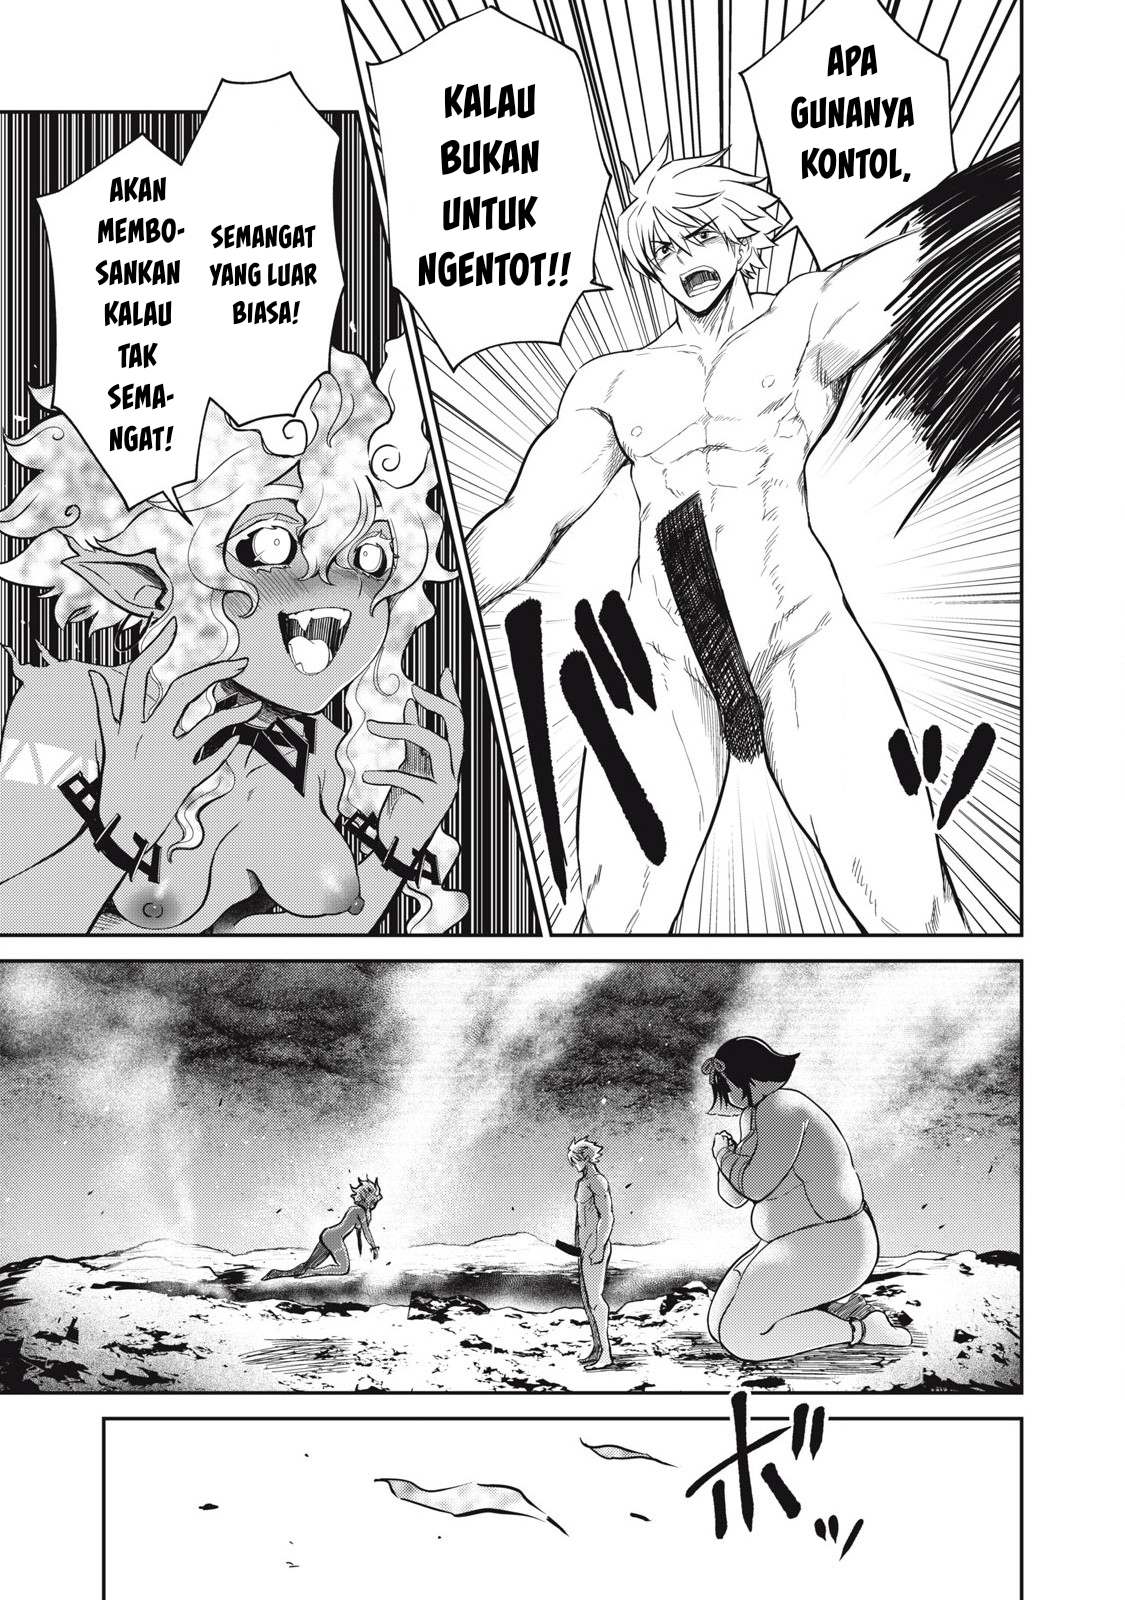 APA
GUNANYA
KONTOL,
KALAU
BUKAN
UNTUK
NGENTOT!!
ドッ
SEMANGAT
YANG LUAR
BIASA!
AKAN
MEMBO-
SANKAN
KALAU
TAK
SEMA-
NGAT!
ボッ